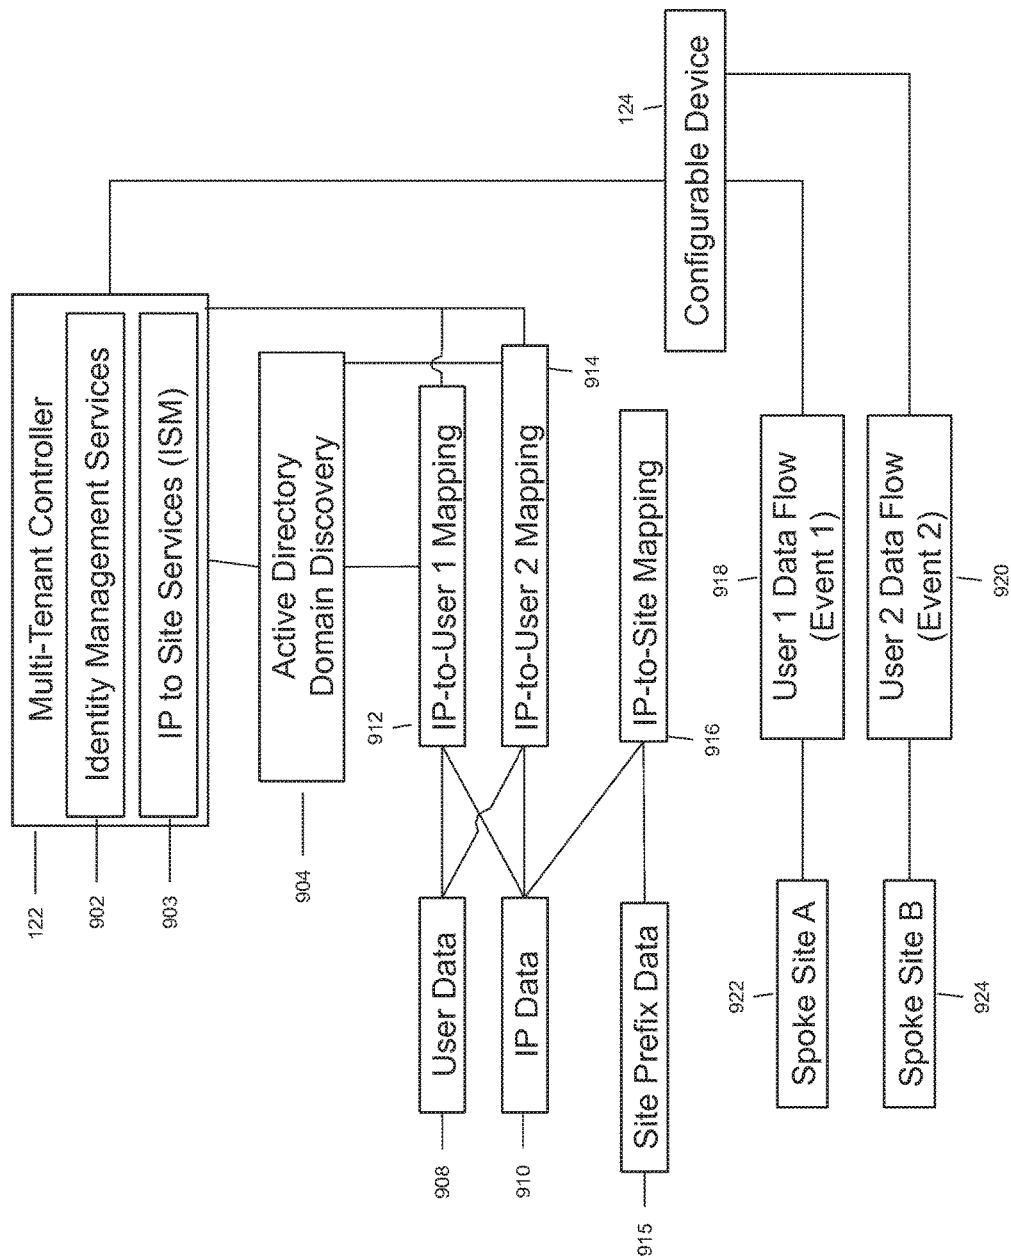 122
Multi-Tenant Controller
902
Identity Management Services
903
IP to Site Services (ISM)
904
Active Directory
Domain Discovery
908
User Data
912
IP-to-User 1 Mapping
910
IP Data
IP-to-User 2 Mapping
914
915
Site Prefix Data
IP-to-Site Mapping
916
124
Configurable Device
922
Spoke Site A
918
User 1 Data Flow
(Event 1)
Spoke Site B
924
User 2 Data Flow
(Event 2)
920